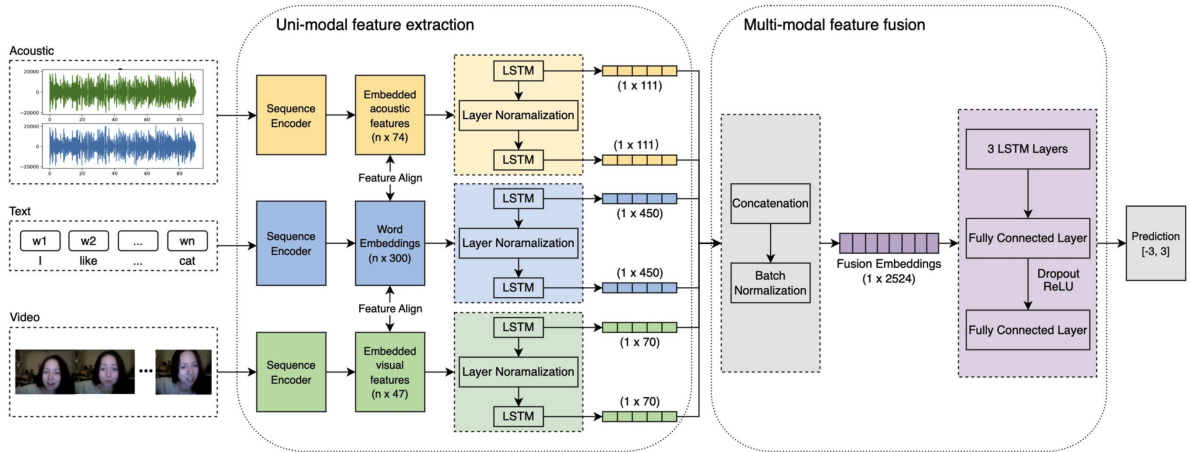 Uni-modal feature extraction
Multi-modal feature fusion
Acoustic
20000
0
-20000
0
20
40
60
80
20000
0
-20000
0
20
40
60
80
Sequence
Encoder
Embedded
acoustic
features
(n x 74)
LSTM
Layer Noramalization
LSTM
(1 x 111)
(1 x 111)
Feature Align
Text
w1
w2
...
wn
I
like
...
cat
Sequence
Encoder
Word
Embeddings
(n x 300)
LSTM
Layer Noramalization
LSTM
(1 x 450)
(1 x 450)
Feature Align
Video
...
Sequence
Encoder
Embedded
visual
features
(n x 47)
LSTM
Layer Noramalization
LSTM
(1 x 70)
(1 x 70)
Concatenation
Batch
Normalization
Fusion Embeddings
(1 x 2524)
3 LSTM Layers
Fully Connected Layer
Dropout
ReLU
Fully Connected Layer
Prediction
[-3, 3]